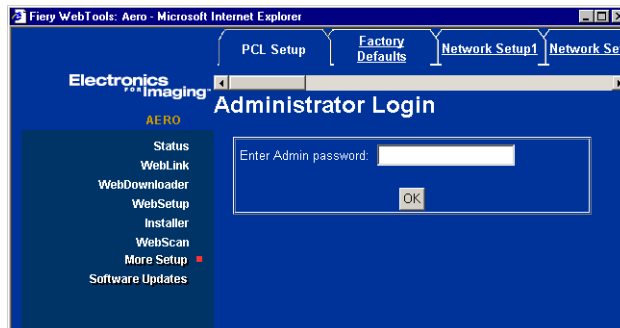 Fiery WebTools: Aero - Microsoft Internet Explorer
PCL Setup
Factory
Defaults
Network Setup1
Network Se
Electronics
FOR Imaging
AERO
Administrator Login
Status
WebLink
WebDownloader
WebSetup
Installer
WebScan
More Setup
Software Updates
Enter Admin password:
OK